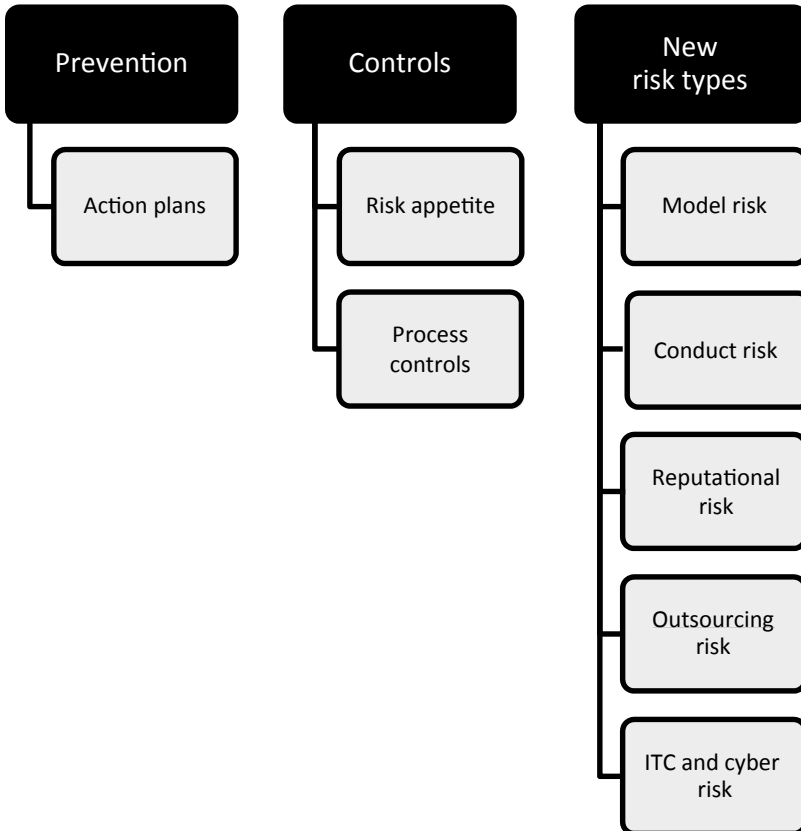 Prevention
Action plans
Controls
Risk appetite
Process
controls
New
risk types
Model risk
Conduct risk
Reputational
risk
Outsourcing
risk
ITC and cyber
risk